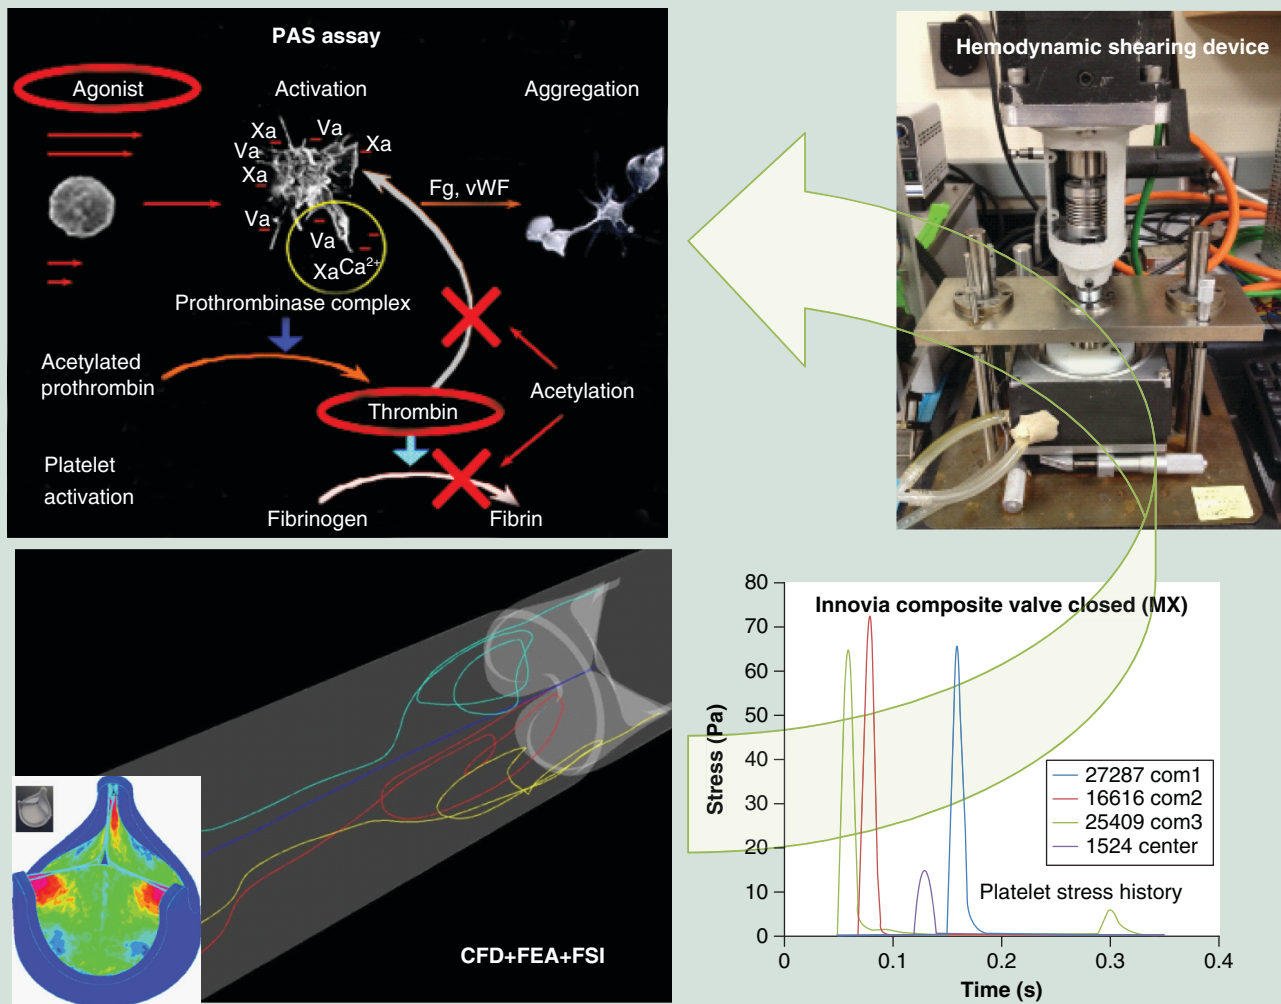 PAS assay
Agonist
Activation
Aggregation
Xa
Va
Va
Xa
Xa
Va
Va
Xa
Ca2+
Fg, vWF
Prothrombinase complex
Acetylated
prothrombin
Acetylation
Thrombin
Platelet
activation
Fibrinogen
Fibrin
Hemodynamic shearing device
CFD+FEA+FSI
Innovia composite valve closed (MX)
Stress (Pa)
80
70
60
50
40
30
20
10
0
27287 com1
16616 com2
25409 com3
1524 center
Platelet stress history
0
0.1
0.2
0.3
0.4
Time (s)